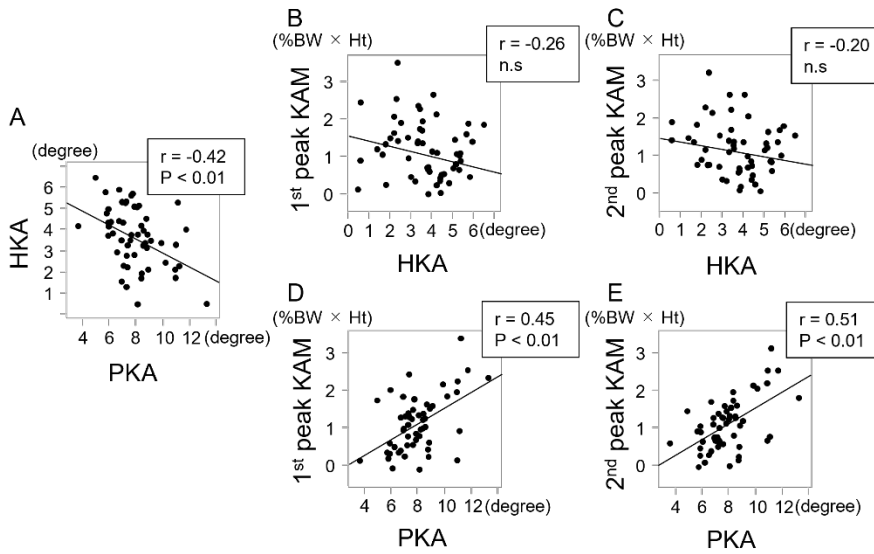 A
(degree)
r = -0.42
P < 0.01
HKA
7
6
5
4
3
2
1
4 6 8 10 12 (degree)
PKA
B
(%BW × Ht)
r = -0.26
n.s
1st peak KAM
3
2
1
0
0 1 2 3 4 5 6 (degree)
HKA
C
(%BW × Ht)
r = -0.20
n.s
2nd peak KAM
3
2
1
0
0 1 2 3 4 5 6 (degree)
HKA
D
(%BW × Ht)
r = 0.45
P < 0.01
1st peak KAM
3
2
1
0
4 6 8 10 12 (degree)
PKA
E
(%BW × Ht)
r = 0.51
P < 0.01
2nd peak KAM
3
2
1
0
4 6 8 10 12 (degree)
PKA